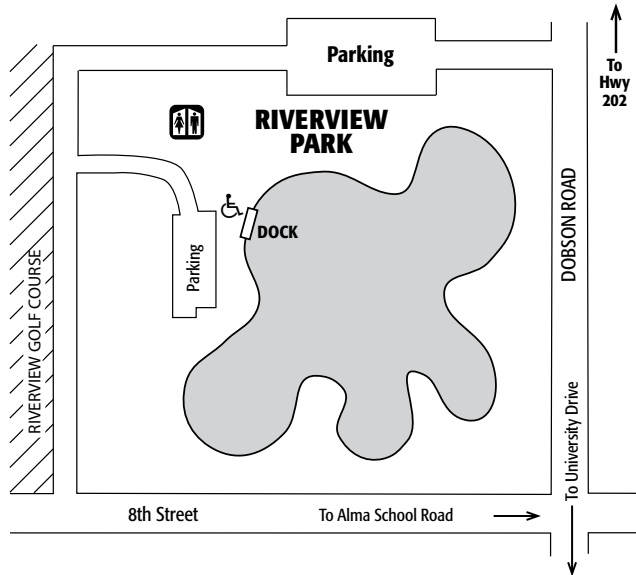 Parking
To
Hwy
202
RIVERVIEW
PARK
DOCK
Parking
DOBSON ROAD
RIVERVIEW GOLF COURSE
To University Drive
8th Street
To Alma School Road